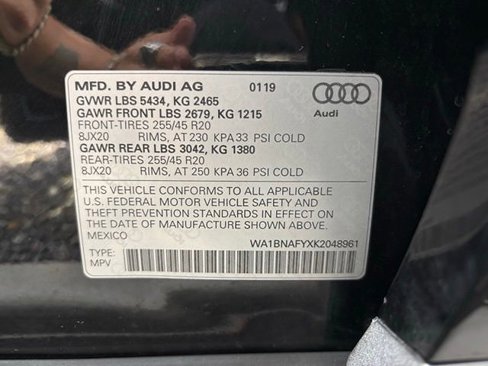 MFD. BY AUDI AG 0119
GVWR LBS 5434, KG 2465
GAWR FRONT LBS 2679, KG 1215
FRONT-TIRES 255/45 R20
8JX20 RIMS, AT 230 KPA 33 PSI COLD
GAWR REAR LBS 3042, KG 1380
REAR-TIRES 255/45 R20
8JX20 RIMS, AT 250 KPA 36 PSI COLD
Audi
THIS VEHICLE CONFORMS TO ALL APPLICABLE
U.S. FEDERAL MOTOR VEHICLE SAFETY AND
THEFT PREVENTION STANDARDS IN EFFECT ON
THE DATE OF MANUFACTURE SHOWN ABOVE.
MEXICO WA1BNAFYXK2048961
TYPE:
MPV